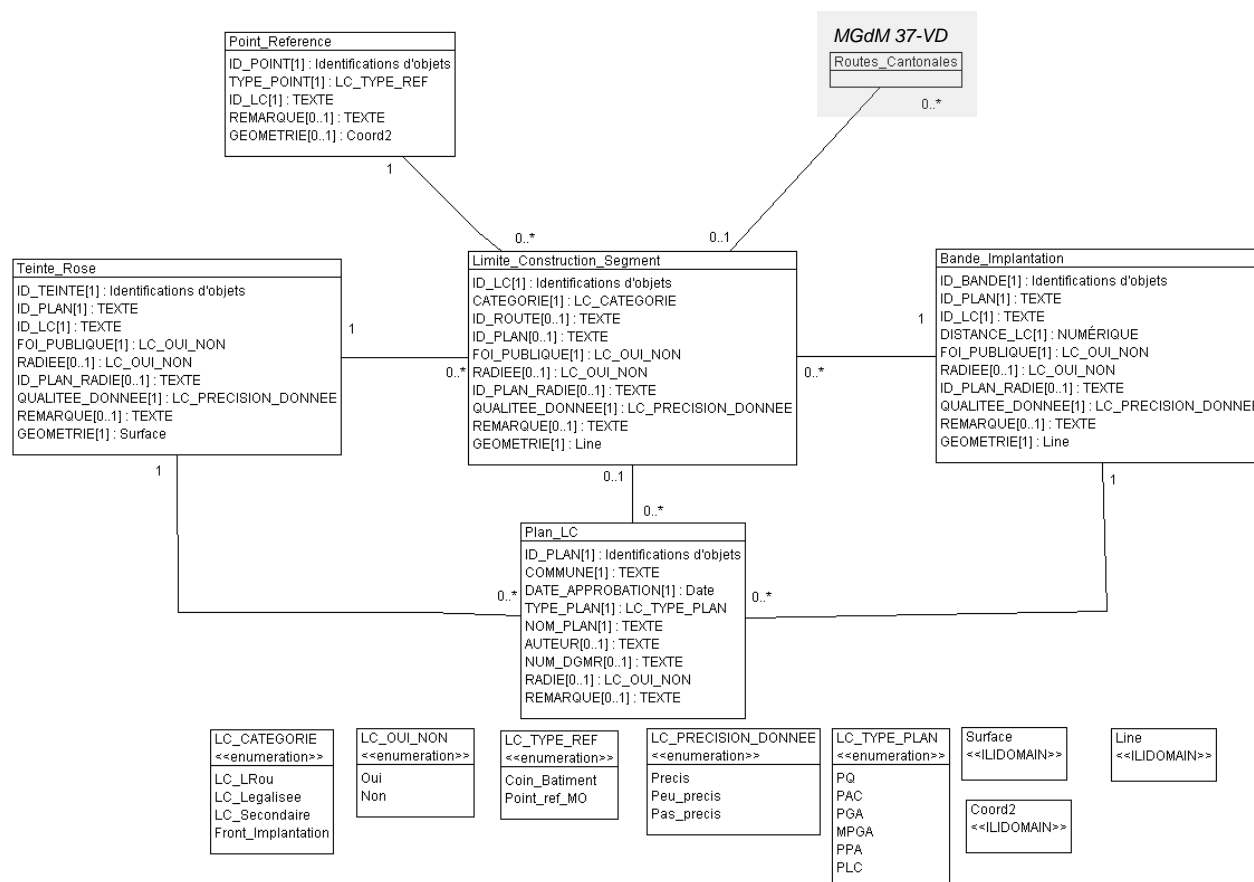 Point_Reference
ID_POINT[1] : Identifications d'objets
TYPE_POINT[1] : LC_TYPE_REF
ID_LC[1] : TEXTE
REMARQUE[0..1] : TEXTE
GEOMETRIE[0..1] : Coord2
MGdM 37-VD
Routes_Cantonales
0..*
1
0..*
0..1
Teinte_Rose
ID_TEINTE[1] : Identifications d'objets
ID_PLAN[1] : TEXTE
ID_LC[1] : TEXTE
FOI_PUBLIQUE[1] : LC_OUI_NON
RADIEE[0..1] : LC_OUI_NON
ID_PLAN_RADIE[0..1] : TEXTE
QUALITEE_DONNEE[1] : LC_PRECISION_DONNEE
REMARQUE[0..1] : TEXTE
GEOMETRIE[1] : Surface
1
0..*
1
Limite_Construction_Segment
ID_LC[1] : Identifications d'objets
CATEGORIE[1] : LC_CATEGORIE
ID_ROUTE[0..1] : TEXTE
ID_PLAN[0..1] : TEXTE
FOI_PUBLIQUE[1] : LC_OUI_NON
RADIEE[0..1] : LC_OUI_NON
ID_PLAN_RADIE[0..1] : TEXTE
QUALITEE_DONNEE[1] : LC_PRECISION_DONNEE
REMARQUE[0..1] : TEXTE
GEOMETRIE[1] : Line
0..1
0..*
1
0..*
Bande_Implantation
ID_BANDE[1] : Identifications d'objets
ID_PLAN[1] : TEXTE
ID_LC[1] : TEXTE
DISTANCE_LC[1] : NUMÉRIQUE
FOI_PUBLIQUE[1] : LC_OUI_NON
RADIEE[0..1] : LC_OUI_NON
ID_PLAN_RADIE[0..1] : TEXTE
QUALITEE_DONNEE[1] : LC_PRECISION_DONNEE
REMARQUE[0..1] : TEXTE
GEOMETRIE[1] : Line
1
Plan_LC
ID_PLAN[1] : Identifications d'objets
COMMUNE[1] : TEXTE
DATE_APPROBATION[1] : Date
TYPE_PLAN[1] : LC_TYPE_PLAN
NOM_PLAN[1] : TEXTE
AUTEUR[0..1] : TEXTE
NUM_DGMR[0..1] : TEXTE
RADIE[0..1] : LC_OUI_NON
REMARQUE[0..1] : TEXTE
0..*
0..*
LC_CATEGORIE
<<enumeration>>
LC_LRou
LC_Legalisee
LC_Secondaire
Front_Implantation
LC_OUI_NON
<<enumeration>>
Oui
Non
LC_TYPE_REF
<<enumeration>>
Coin_Batiment
Point_ref_MO
LC_PRECISION_DONNEE
<<enumeration>>
Precis
Peu_precis
Pas_precis
LC_TYPE_PLAN
<<enumeration>>
PQ
PAC
PGA
MPGA
PPA
PLC
Surface
<<ILIDOMAIN>>
Coord2
<<ILIDOMAIN>>
Line
<<ILIDOMAIN>>